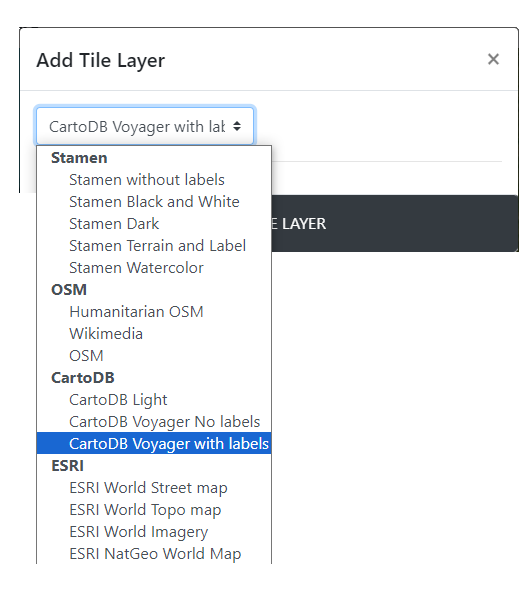 Add Tile Layer
×
CartoDB Voyager with lab
Stamen
Stamen without labels
Stamen Black and White
Stamen Dark
E LAYER
Stamen Terrain and Label
Stamen Watercolor
OSM
Humanitarian OSM
Wikimedia
OSM
CartoDB
CartoDB Light
CartoDB Voyager No labels
CartoDB Voyager with labels
ESRI
ESRI World Street map
ESRI World Topo map
ESRI World Imagery
ESRI NatGeo World Map